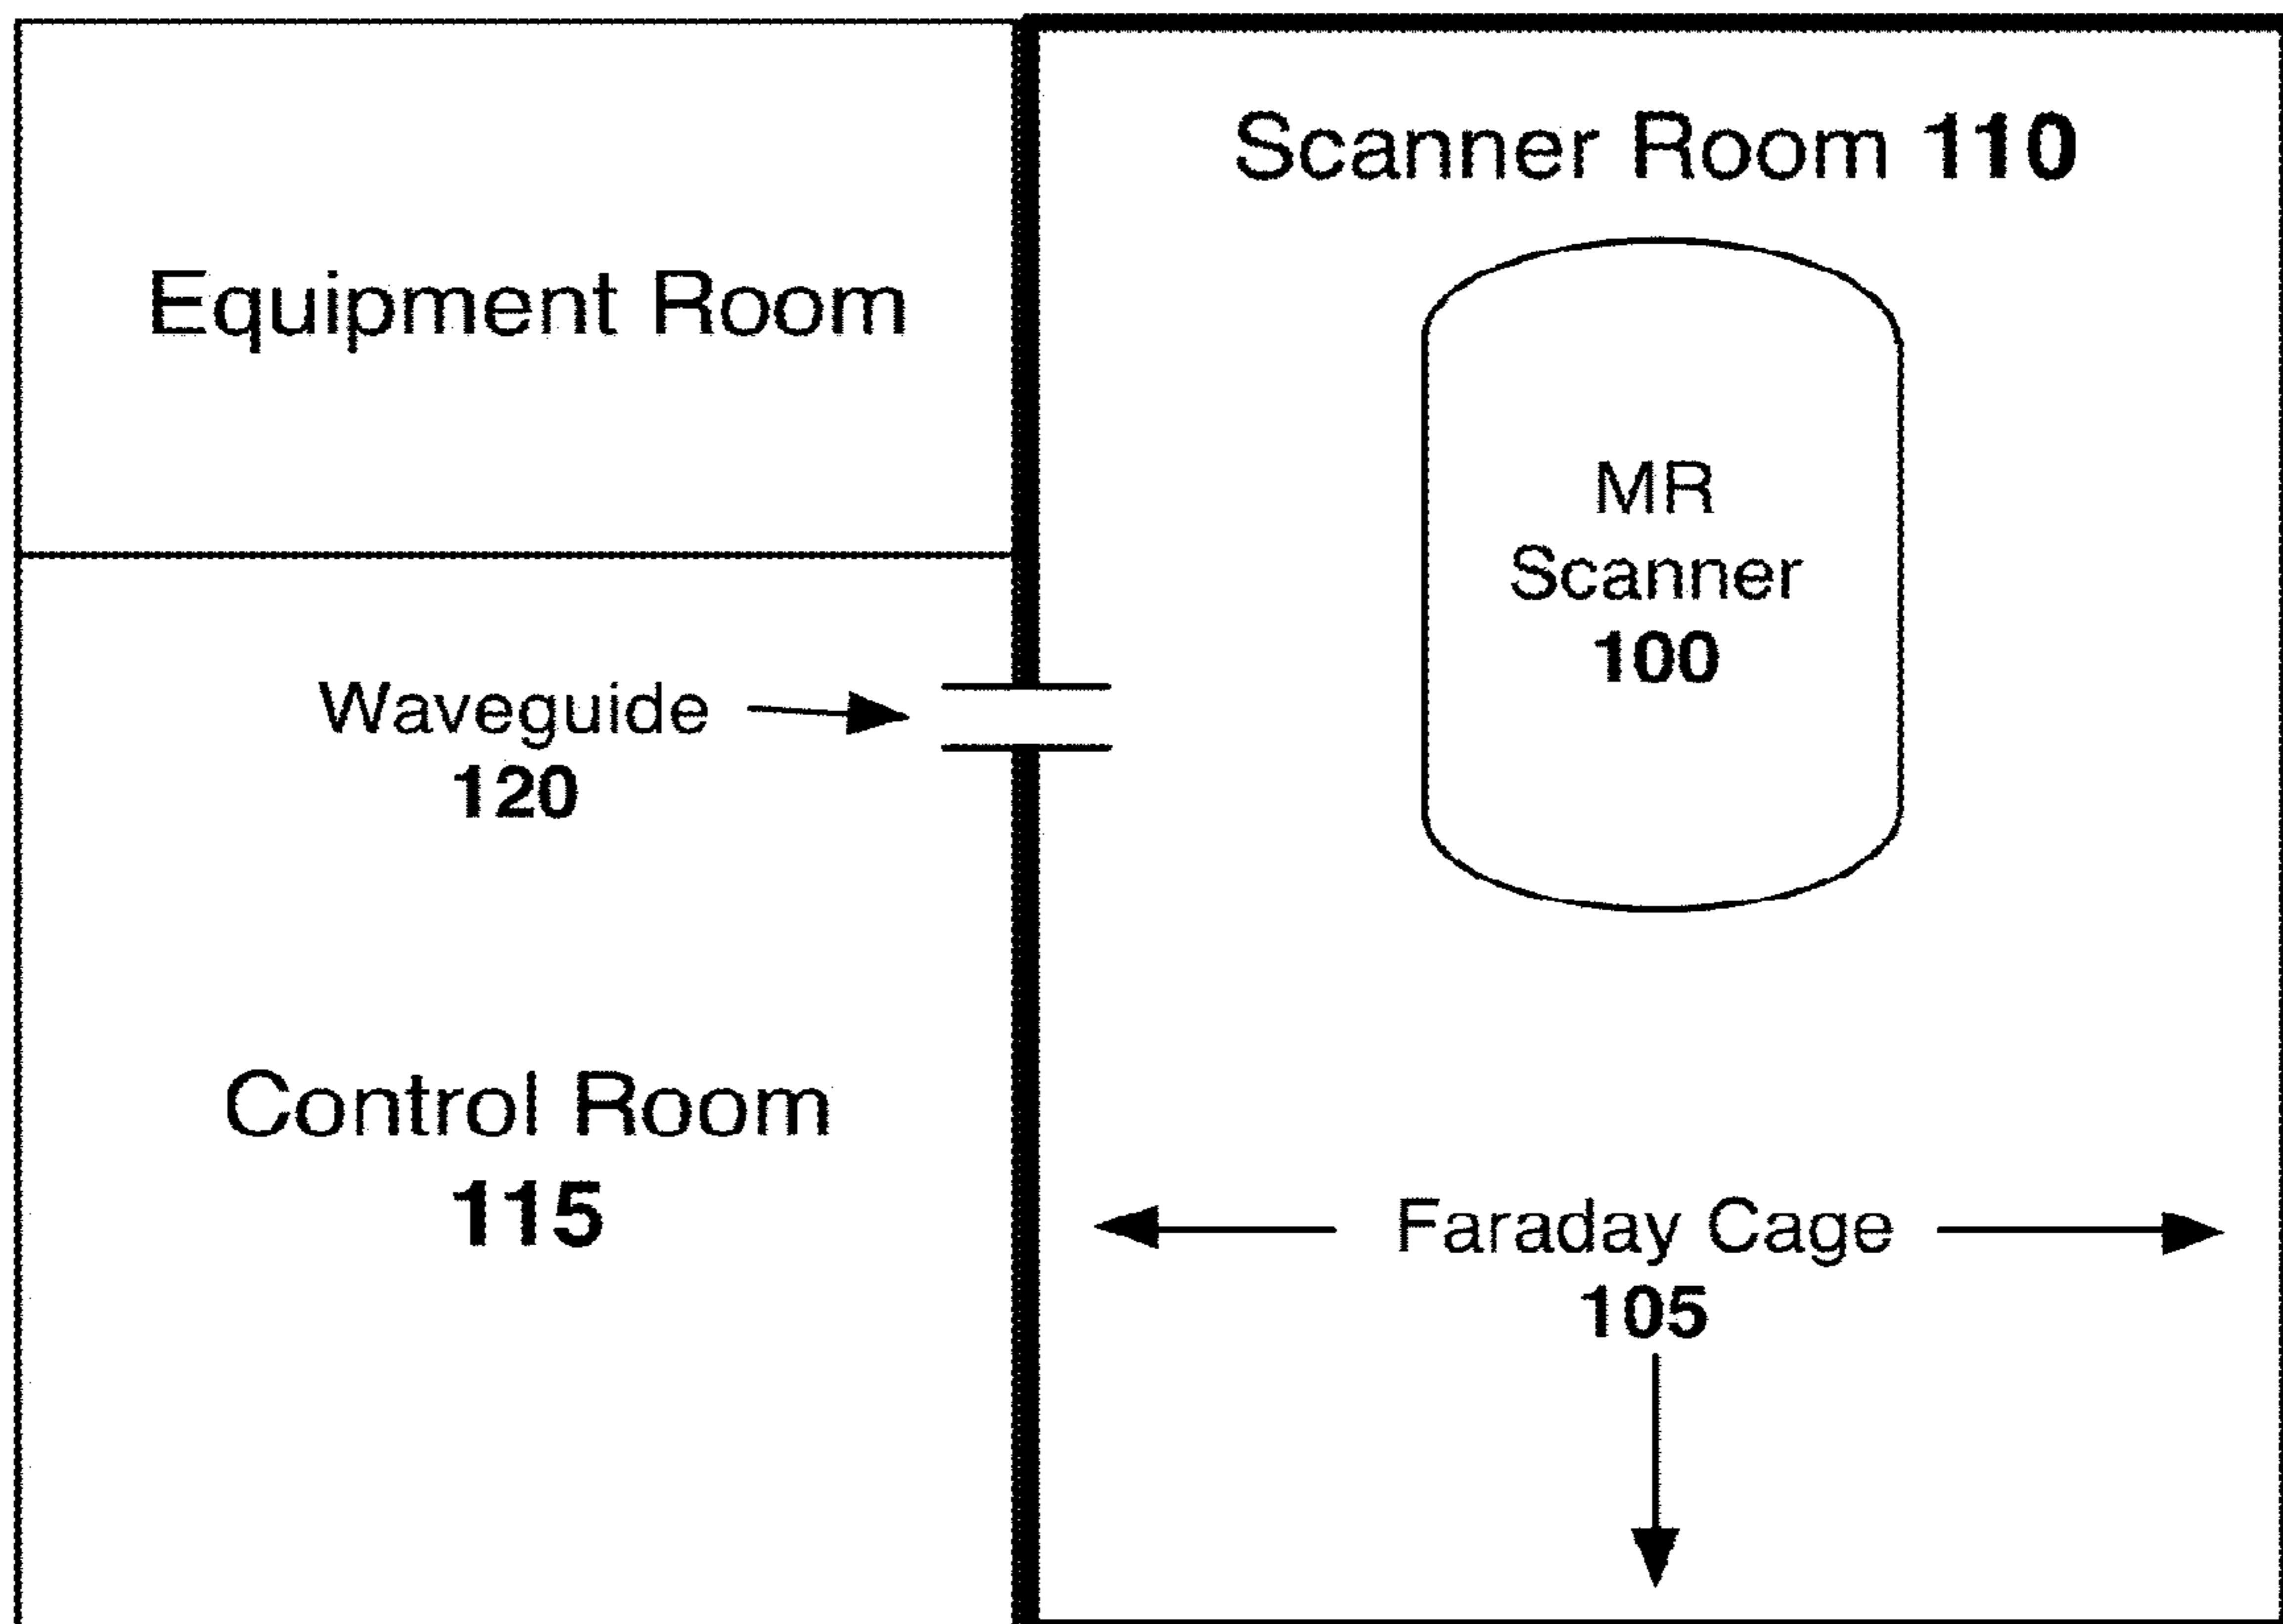 Scanner Room 110
Equipment Room
MR
Scanner
100
Waveguide
120
Control Room
115
Faraday Cage
105